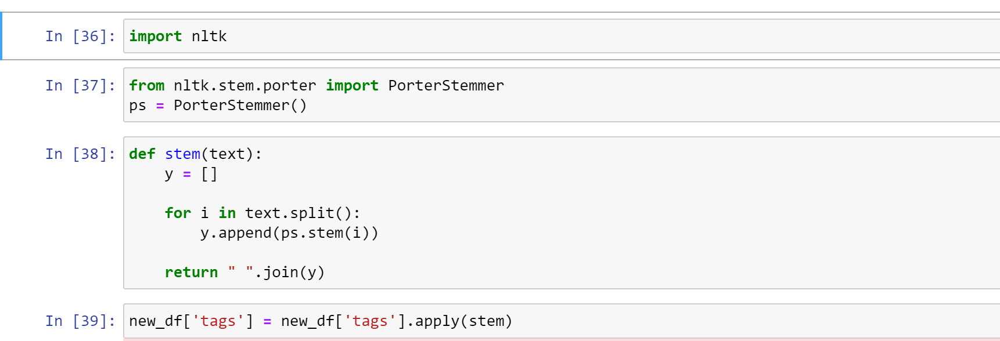 In [36]: import nltk
In [37]: from nltk.stem.porter import PorterStemmer
ps = PorterStemmer()
In [38]: def stem(text):
    y = []
    for i in text.split():
        y.append(ps.stem(i))
    return " ".join(y)
In [39]: new_df['tags'] = new_df['tags'].apply(stem)